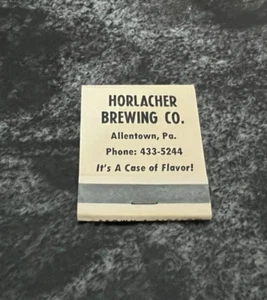 HORLACHER
BREWING CO.
Allentown, Pa.
Phone: 433-5244
It's A Case of Flavor!